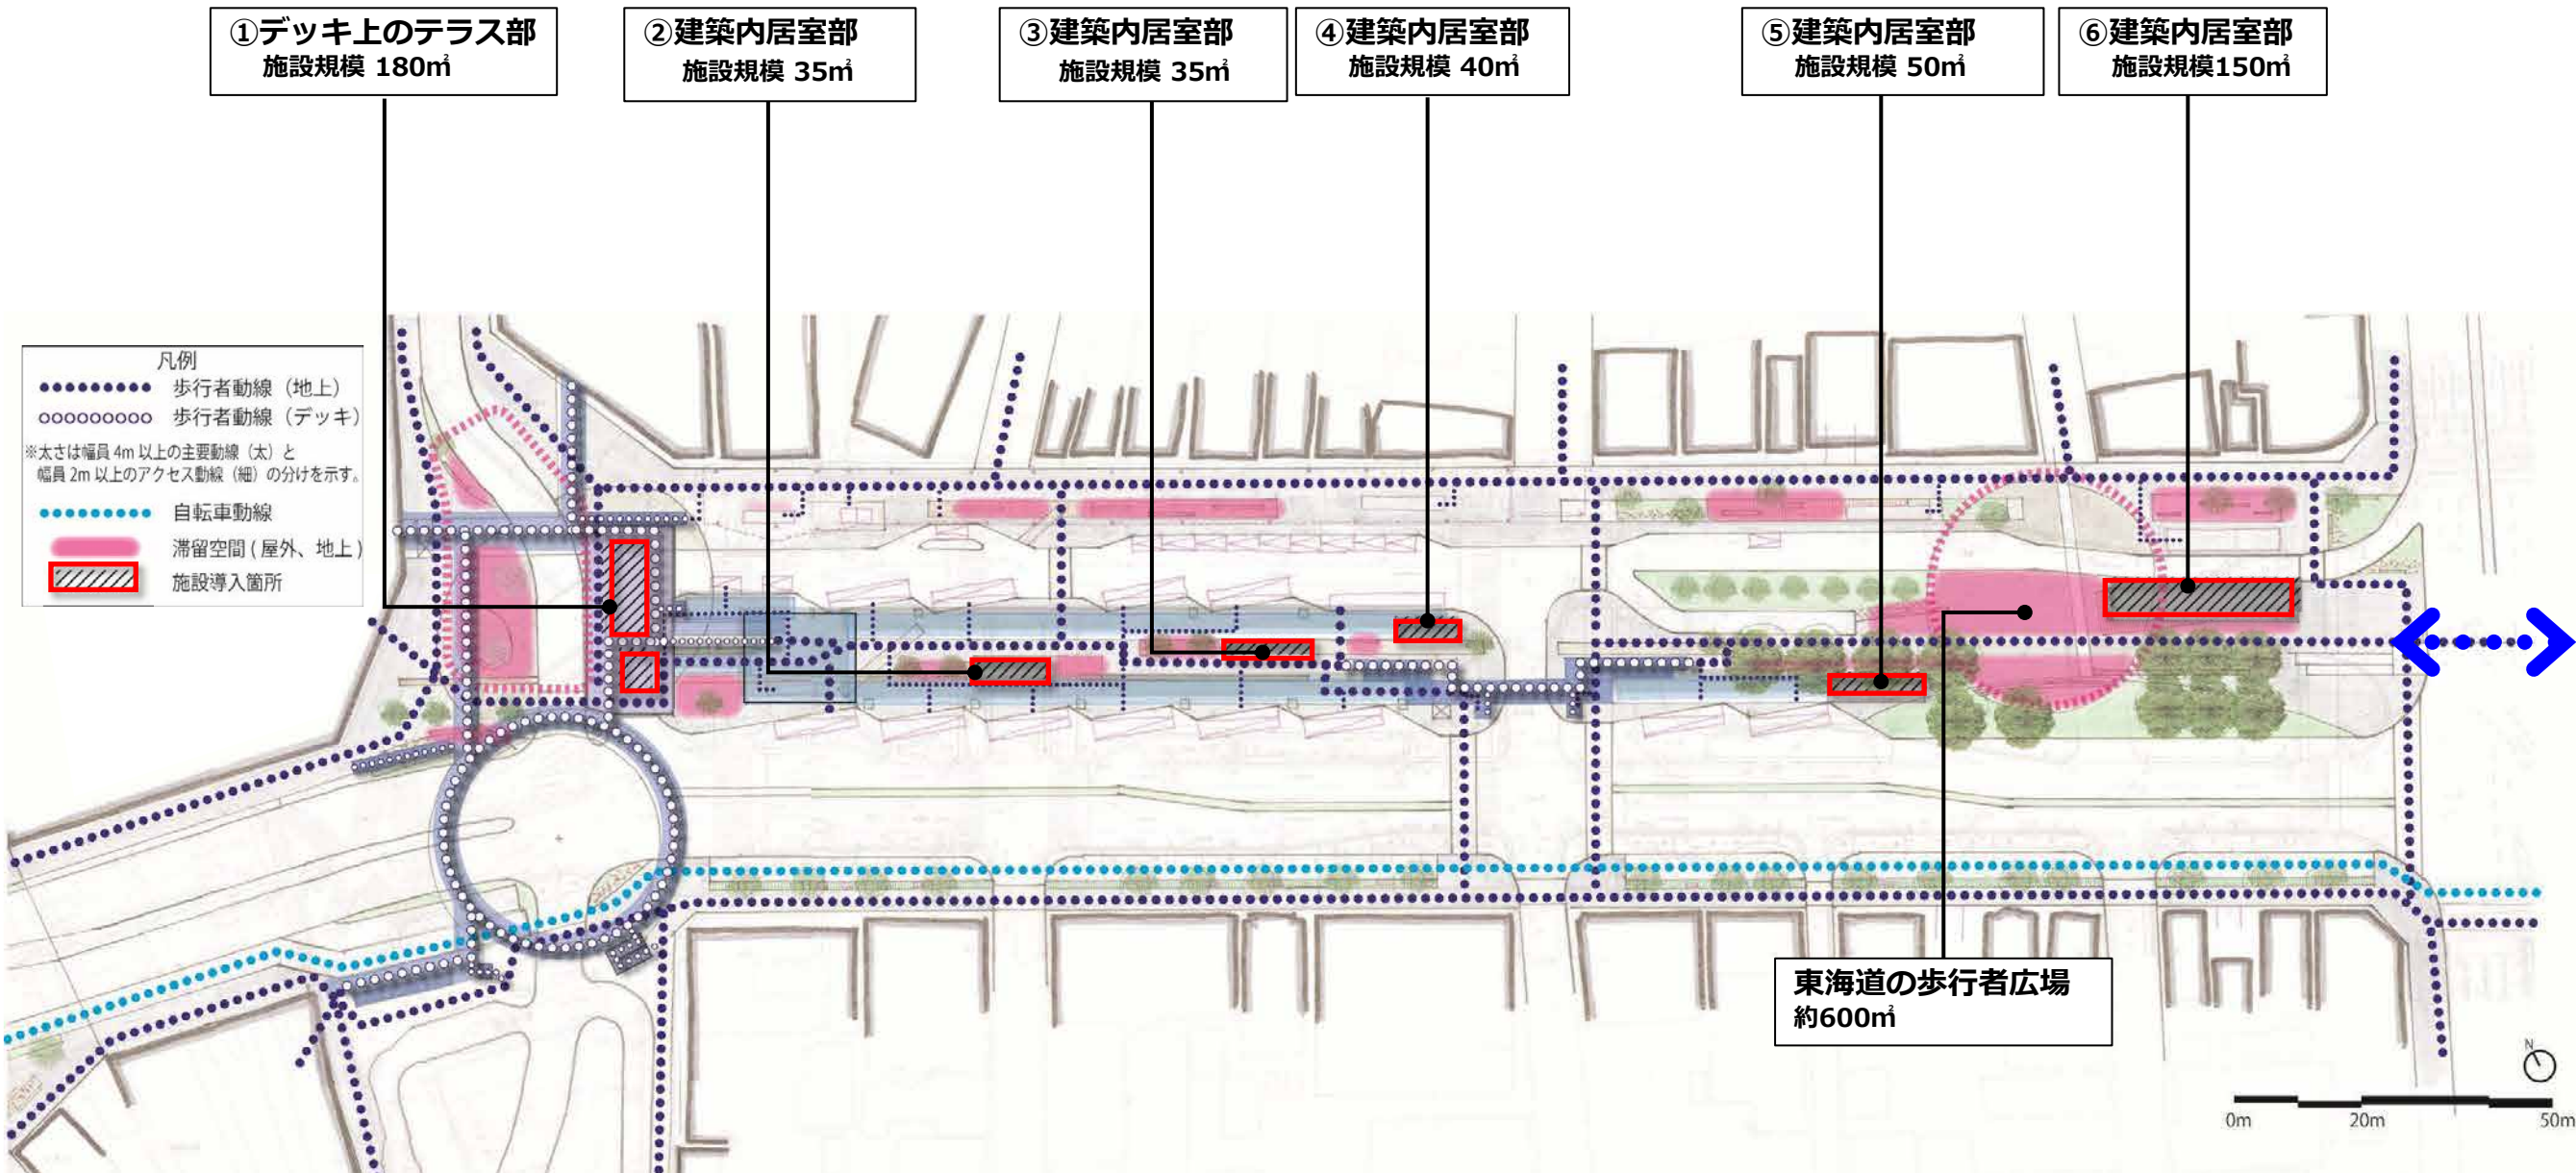 ①デッキ上のテラス部
施設規模 180㎡
②建築内居室部
施設規模 35㎡
③建築内居室部
施設規模 35㎡
④建築内居室部
施設規模 40㎡
⑤建築内居室部
施設規模 50㎡
⑥建築内居室部
施設規模150㎡
凡例
歩行者動線（地上）
歩行者動線（デッキ）
※太さは幅員 4m 以上の主要動線（太）と
幅員 2m 以上のアクセス動線（細）の分けを示す。
自転車動線
滞留空間 ( 屋外、地上 )
施設導入箇所
東海道の歩行者広場
約600㎡
N
0m 20m 50m